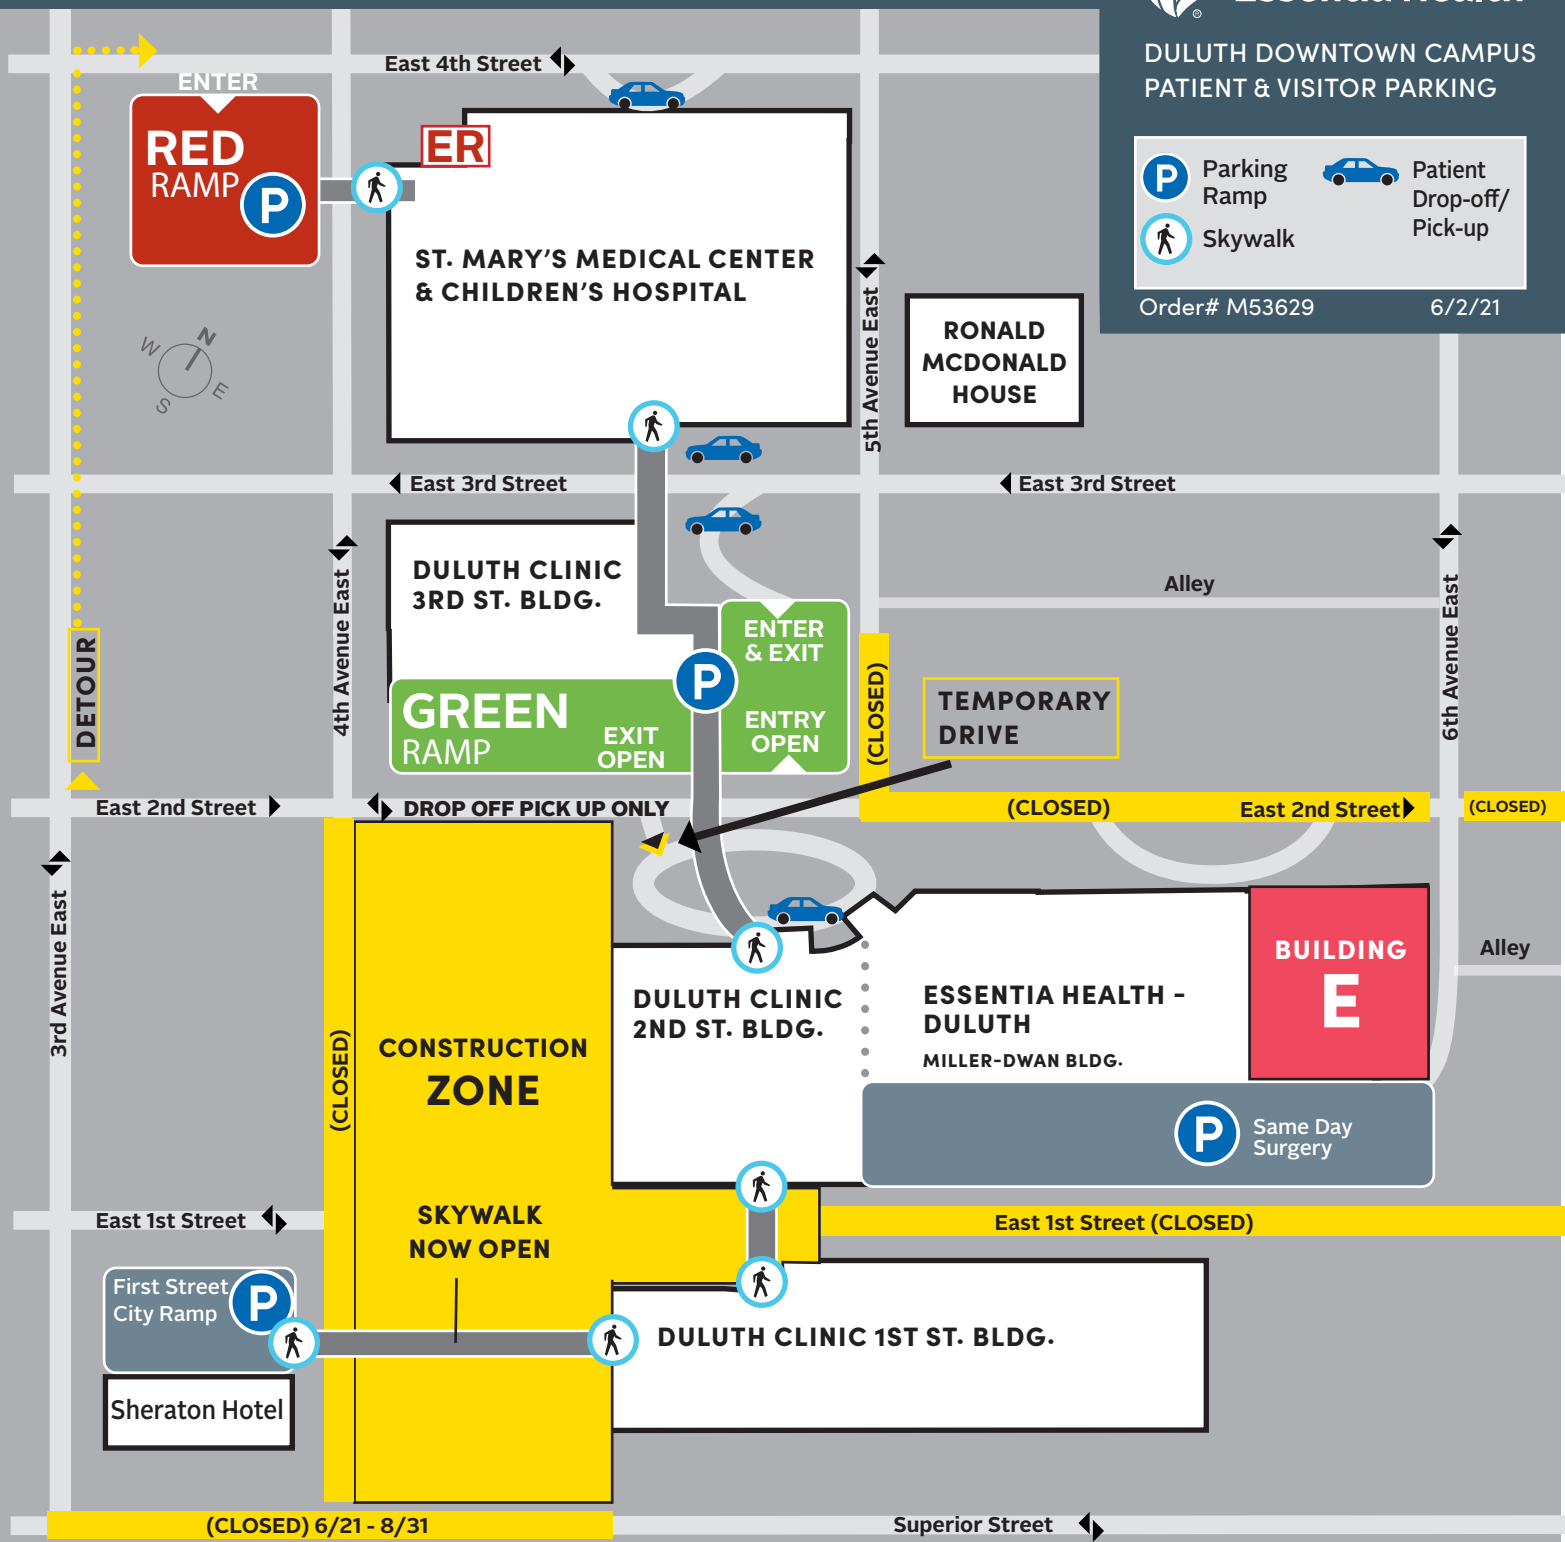 DULUTH DOWNTOWN CAMPUS
PATIENT & VISITOR PARKING
P
Parking
Ramp
Patient
Drop-off/
Pick-up
Skywalk
Order# M53629
6/2/21
East 4th Street
ENTER
RED
RAMP
P
ER
ST. MARY'S MEDICAL CENTER
& CHILDREN'S HOSPITAL
5th Avenue East
RONALD
MCDONALD
HOUSE
N
W
E
S
East 3rd Street
East 3rd Street
DULUTH CLINIC
3RD ST. BLDG.
4th Avenue East
Alley
6th Avenue East
DETOUR
ENTER
& EXIT
P
GREEN
RAMP
EXIT
OPEN
ENTRY
OPEN
(CLOSED)
TEMPORARY
DRIVE
East 2nd Street
DROP OFF PICK UP ONLY
(CLOSED)
East 2nd Street
(CLOSED)
3rd Avenue East
(CLOSED)
CONSTRUCTION
ZONE
DULUTH CLINIC
2ND ST. BLDG.
ESSENTIA HEALTH -
DULUTH
MILLER-DWAN BLDG.
BUILDING
E
Alley
P
Same Day
Surgery
East 1st Street
SKYWALK
NOW OPEN
East 1st Street (CLOSED)
First Street
City Ramp
P
DULUTH CLINIC 1ST ST. BLDG.
Sheraton Hotel
(CLOSED) 6/21 - 8/31
Superior Street